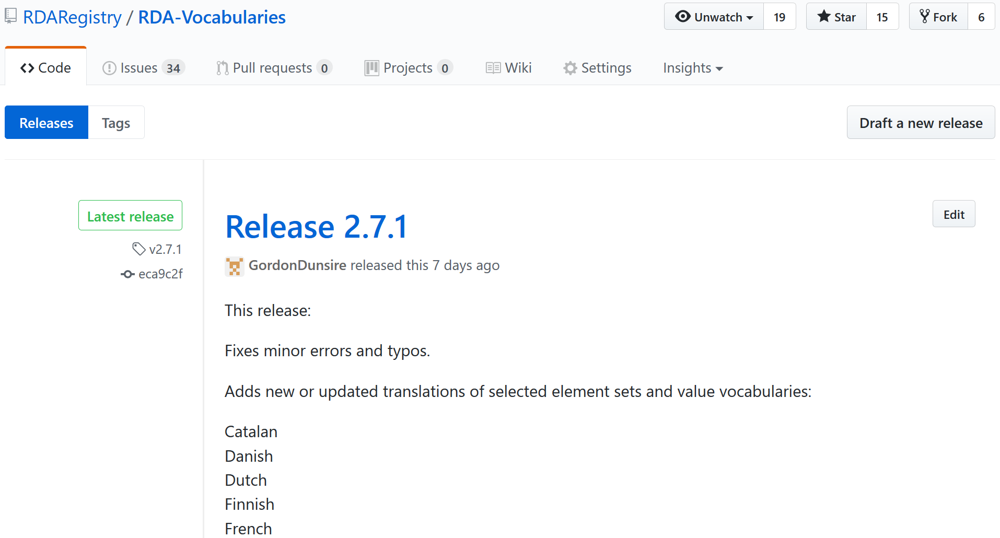 RDARegistry / RDA-Vocabularies
Unwatch 19
Star 15
Fork 6
Code
Issues 34
Pull requests 0
Projects 0
Wiki
Settings
Insights
Releases
Tags
Draft a new release
Latest release
v2.7.1
eca9c2f
Release 2.7.1
Edit
GordonDunsire released this 7 days ago
This release:
Fixes minor errors and typos.
Adds new or updated translations of selected element sets and value vocabularies:
Catalan
Danish
Dutch
Finnish
French